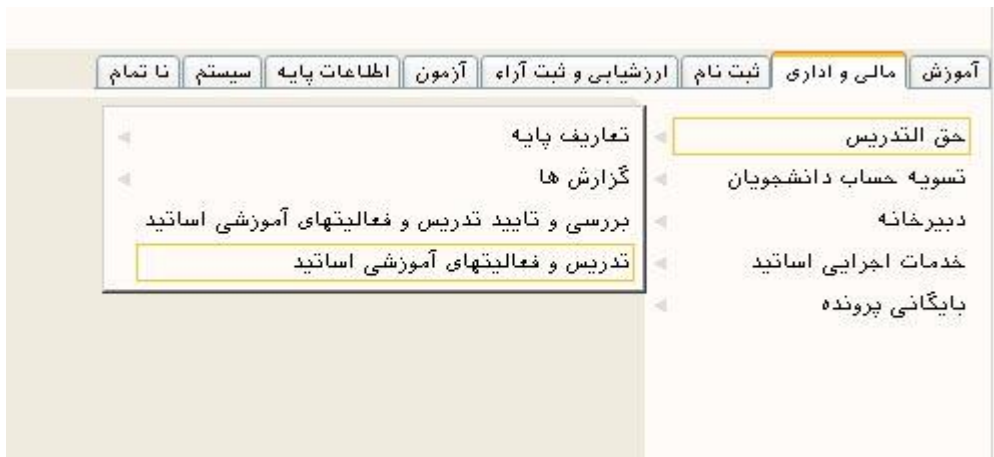 آموزش مالی و اداری ثبت نام ارزشیابی و ثبت آراء آزمون اطلاعات پایه سیستم نا تمام
حق التدریس
تسویه حساب دانشجویان
دبیرخانه
خدمات اجرایی اساتید
بایگانی پرونده
تعاریف پایه
گزارش ها
بررسی و تایید تدریس و فعالیتهای آموزشی اساتید
تدریس و فعالیتهای آموزشی اساتید